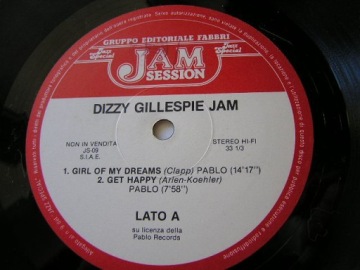 GRUPPO EDITORIALE FABBRI
Jazz Special
Jazz Special
JAM
SESSION
DIZZY GILLESPIE JAM
NON IN VENDITA
JS-09
S.I.A.E.
STEREO HI-FI
33 1/3
1. GIRL OF MY DREAMS (Clapp) PABLO (14'17")
2. GET HAPPY (Arlen-Koehler)
PABLO (7'58")
LATO A
su licenza della
Pablo Records